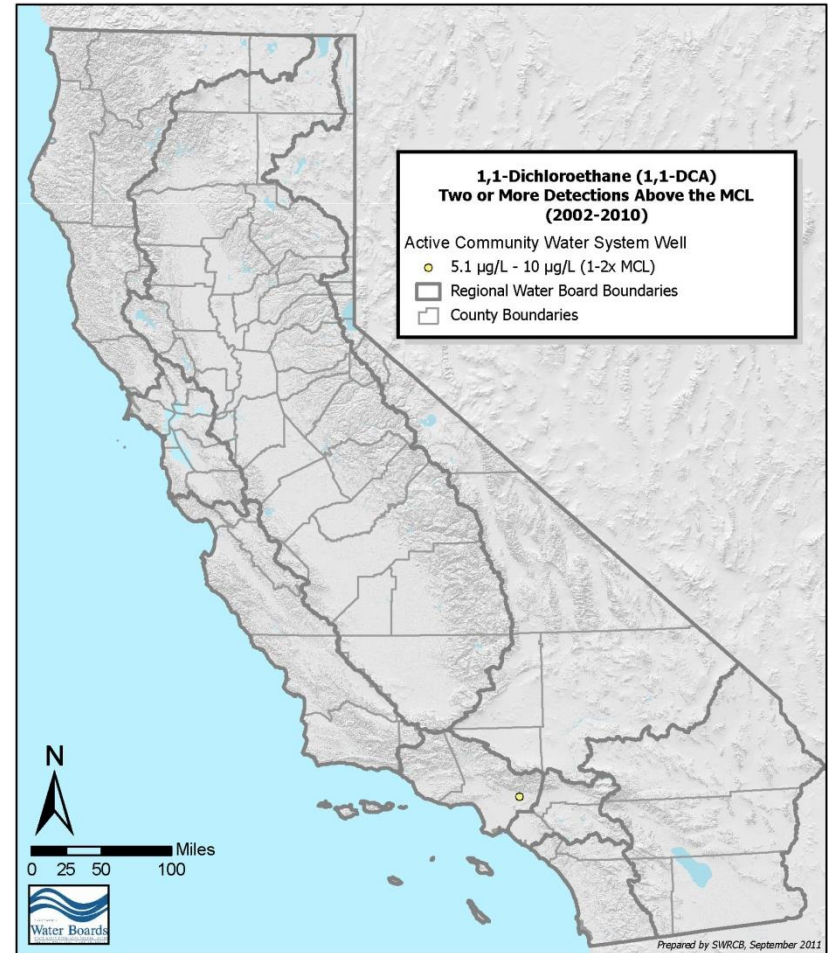 1,1-Dichloroethane (1,1-DCA)
Two or More Detections Above the MCL
(2002-2010)
Active Community Water System Well
5.1 µg/L - 10 µg/L (1-2x MCL)
Regional Water Board Boundaries
County Boundaries
N
Miles
0 25 50 100
Water Boards
Prepared by SWRCB, September 2011